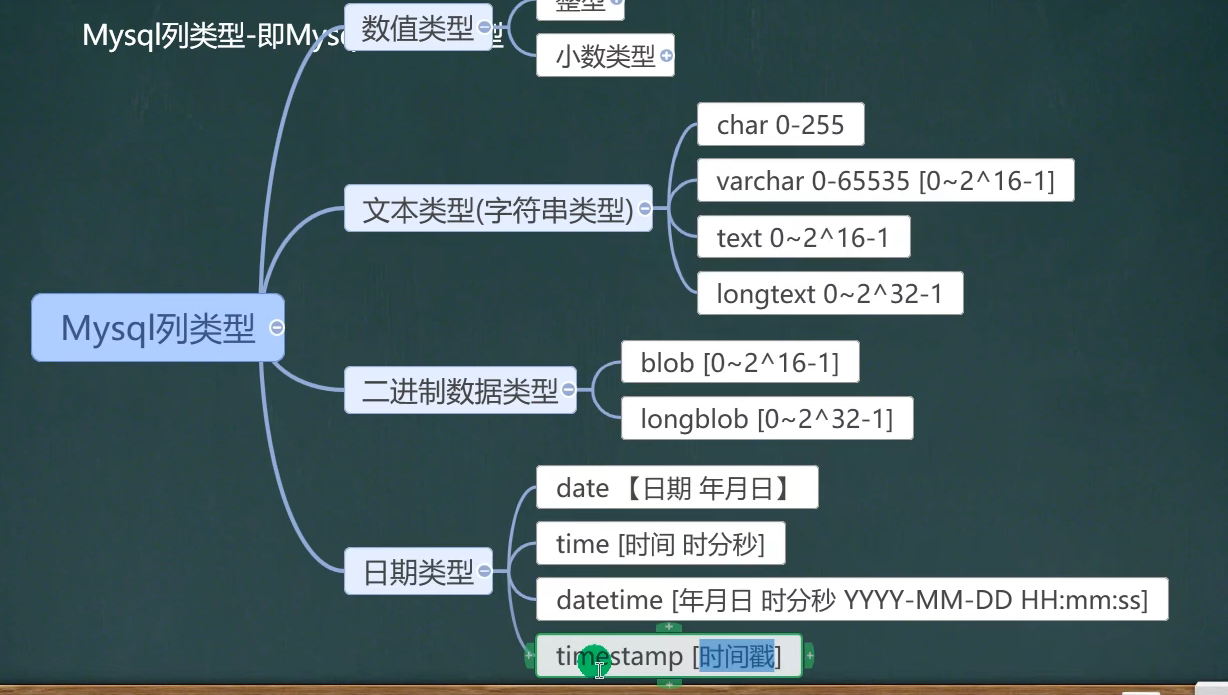 Mysql列类型-即Mysq 型
数值类型
整型
小数类型
char 0-255
varchar 0-65535 [0~2^16-1]
文本类型(字符串类型)
text 0~2^16-1
longtext 0~2^32-1
Mysql列类型
blob [0~2^16-1]
二进制数据类型
longblob [0~2^32-1]
date 【日期 年月日】
time [时间 时分秒]
日期类型
datetime [年月日 时分秒 YYYY-MM-DD HH:mm:ss]
timestamp [时间戳]